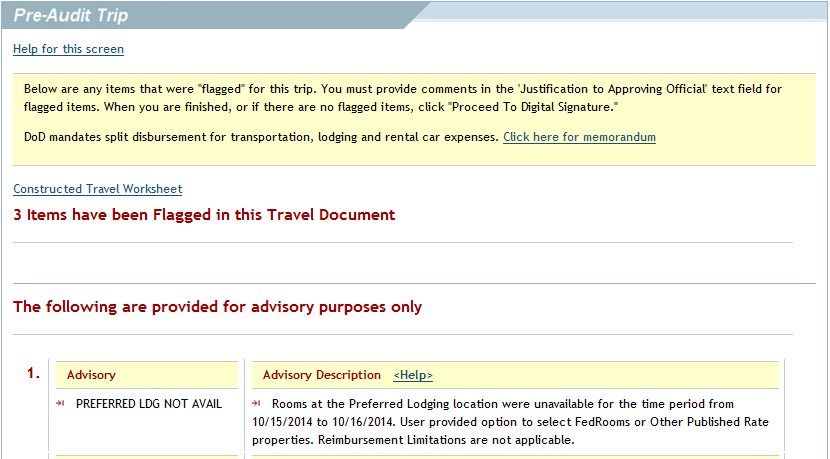 Pre-Audit Trip
Help for this screen
Below are any items that were "flagged" for this trip. You must provide comments in the 'Justification to Approving Official' text field for
flagged items. When you are finished, or if there are no flagged items, click "Proceed To Digital Signature."
DoD mandates split disbursement for transportation, lodging and rental car expenses. Click here for memorandum
Constructed Travel Worksheet
3 Items have been Flagged in this Travel Document
The following are provided for advisory purposes only
1. Advisory Advisory Description <Help>
PREFERRED LDG NOT AVAIL Rooms at the Preferred Lodging location were unavailable for the time period from
10/15/2014 to 10/16/2014. User provided option to select FedRooms or Other Published Rate
properties. Reimbursement Limitations are not applicable.